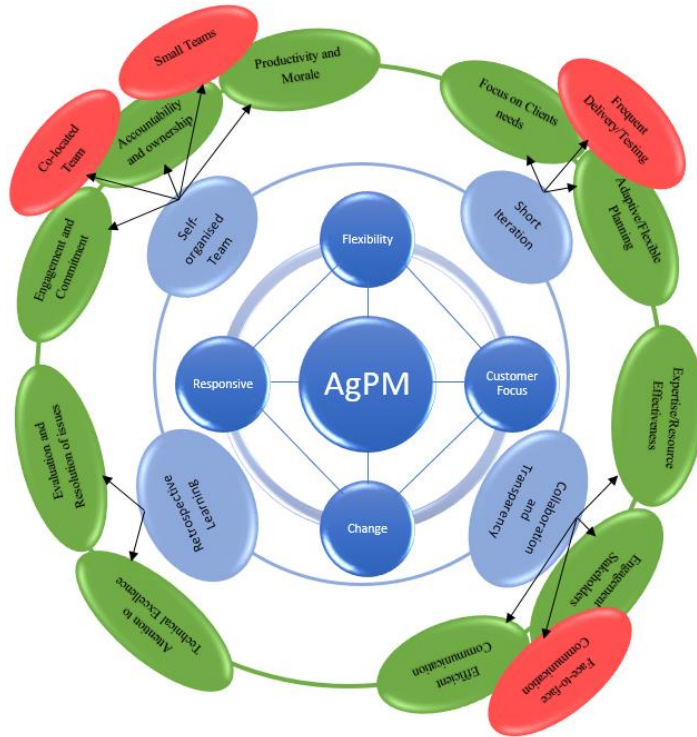 Small Teams
Productivity and
Morale
Focus on Clients
needs
Frequent
Delivery/Testing
Co-located
Team
Accountability
and ownership
Adaptive/Flexible
Planning
Engagement and
Commitment
Self-
organised
Team
Flexibility
Short
Iteration
Responsive
AgPM
Customer
Focus
Expertise/Resource
Effectiveness
Evaluation and
Resolution of issues
Retrospective
Learning
Change
Collaboration
and
Transparency
Engagement
Stakeholders
Attention to
Technical Excellence
Efficient
Communication
Face-to-face
Communication